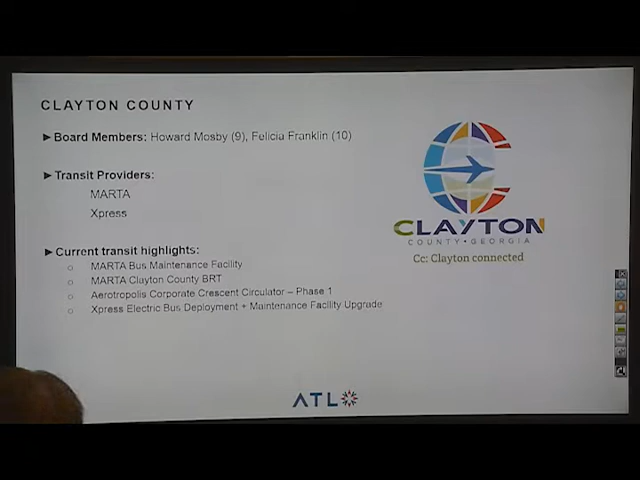 CLAYTON COUNTY
►Board Members: Howard Mosby (9), Felicia Franklin (10)
►Transit Providers:
MARTA
Xpress
►Current transit highlights:
○ MARTA Bus Maintenance Facility
○ MARTA Clayton County BRT
○ Aerotropolis Corporate Crescent Circulator – Phase 1
○ Xpress Electric Bus Deployment + Maintenance Facility Upgrade
CLAYTON
COUNTY • GEORGIA
Cc: Clayton connected
ATL